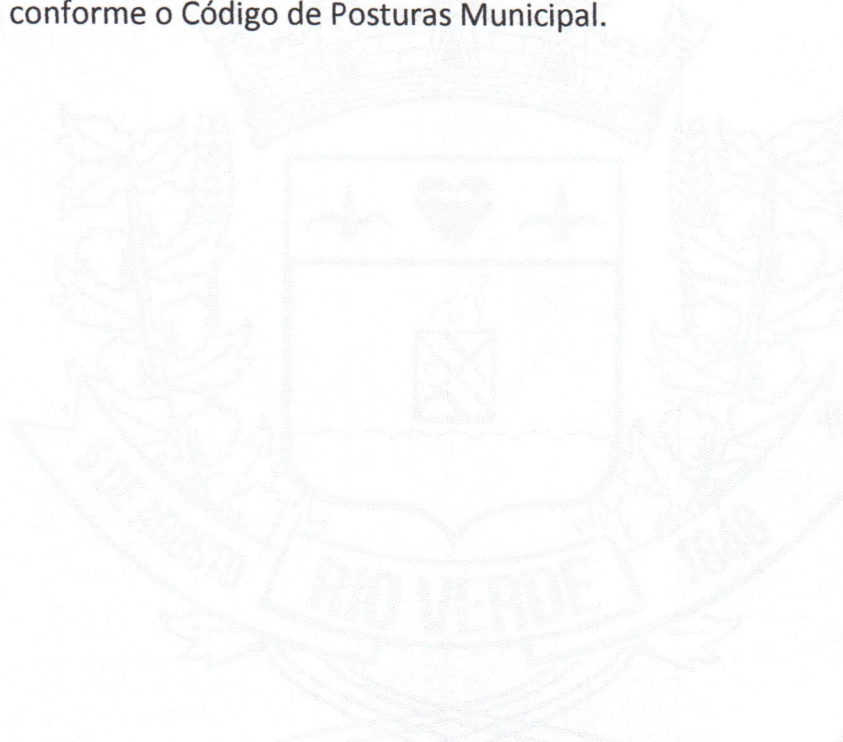 conforme o Código de Posturas Municipal.
5 DE AGOSTO
RIO VERDE
1848